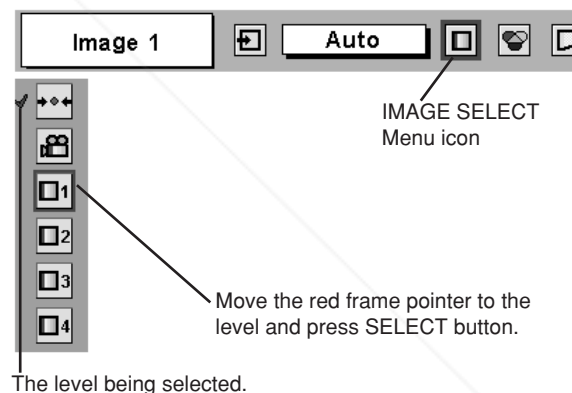 Image 1
Auto
IMAGE SELECT
Menu icon
1
2
3
4
Move the red frame pointer to the
level and press SELECT button.
The level being selected.